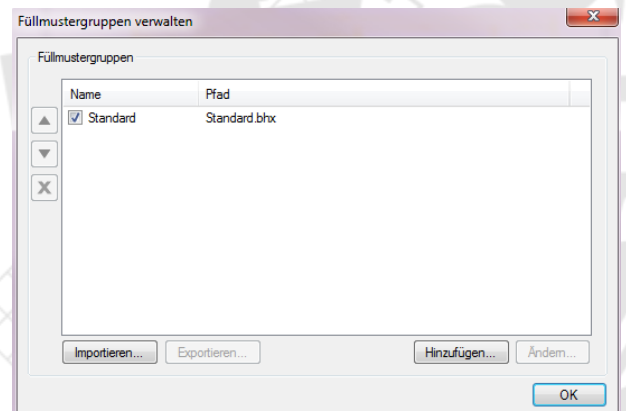 Füllmustergruppen verwalten
Füllmustergruppen
Name Pfad
Standard Standard.bhx
Importieren... Exportieren... Hinzufügen... Ändern...
OK